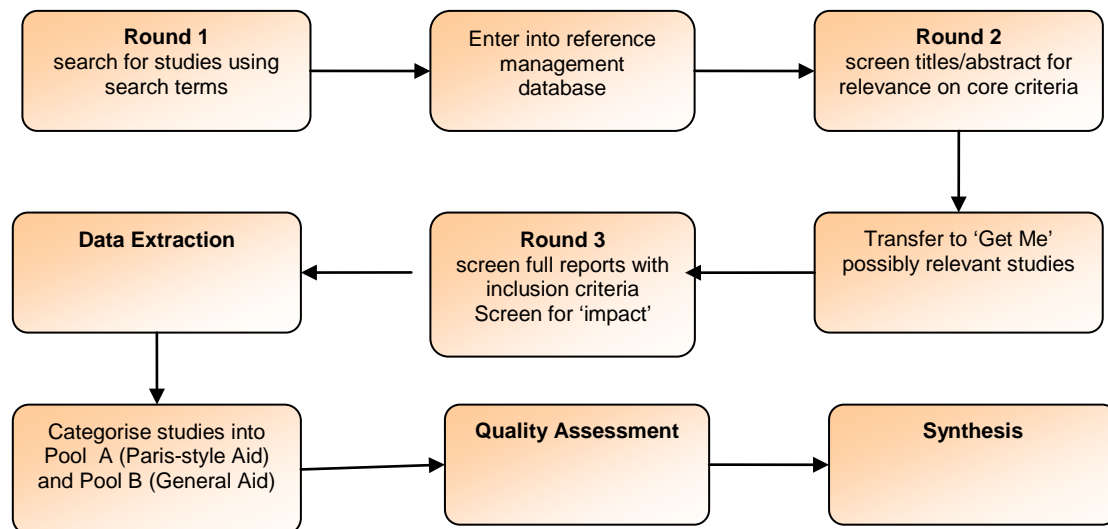 Round 1
search for studies using
search terms
Enter into reference
management
database
Round 2
screen titles/abstract for
relevance on core criteria
Transfer to ‘Get Me’
possibly relevant studies
Round 3
screen full reports with
inclusion criteria
Screen for ‘impact’
Data Extraction
Categorise studies into
Pool A (Paris-style Aid)
and Pool B (General Aid)
Quality Assessment
Synthesis